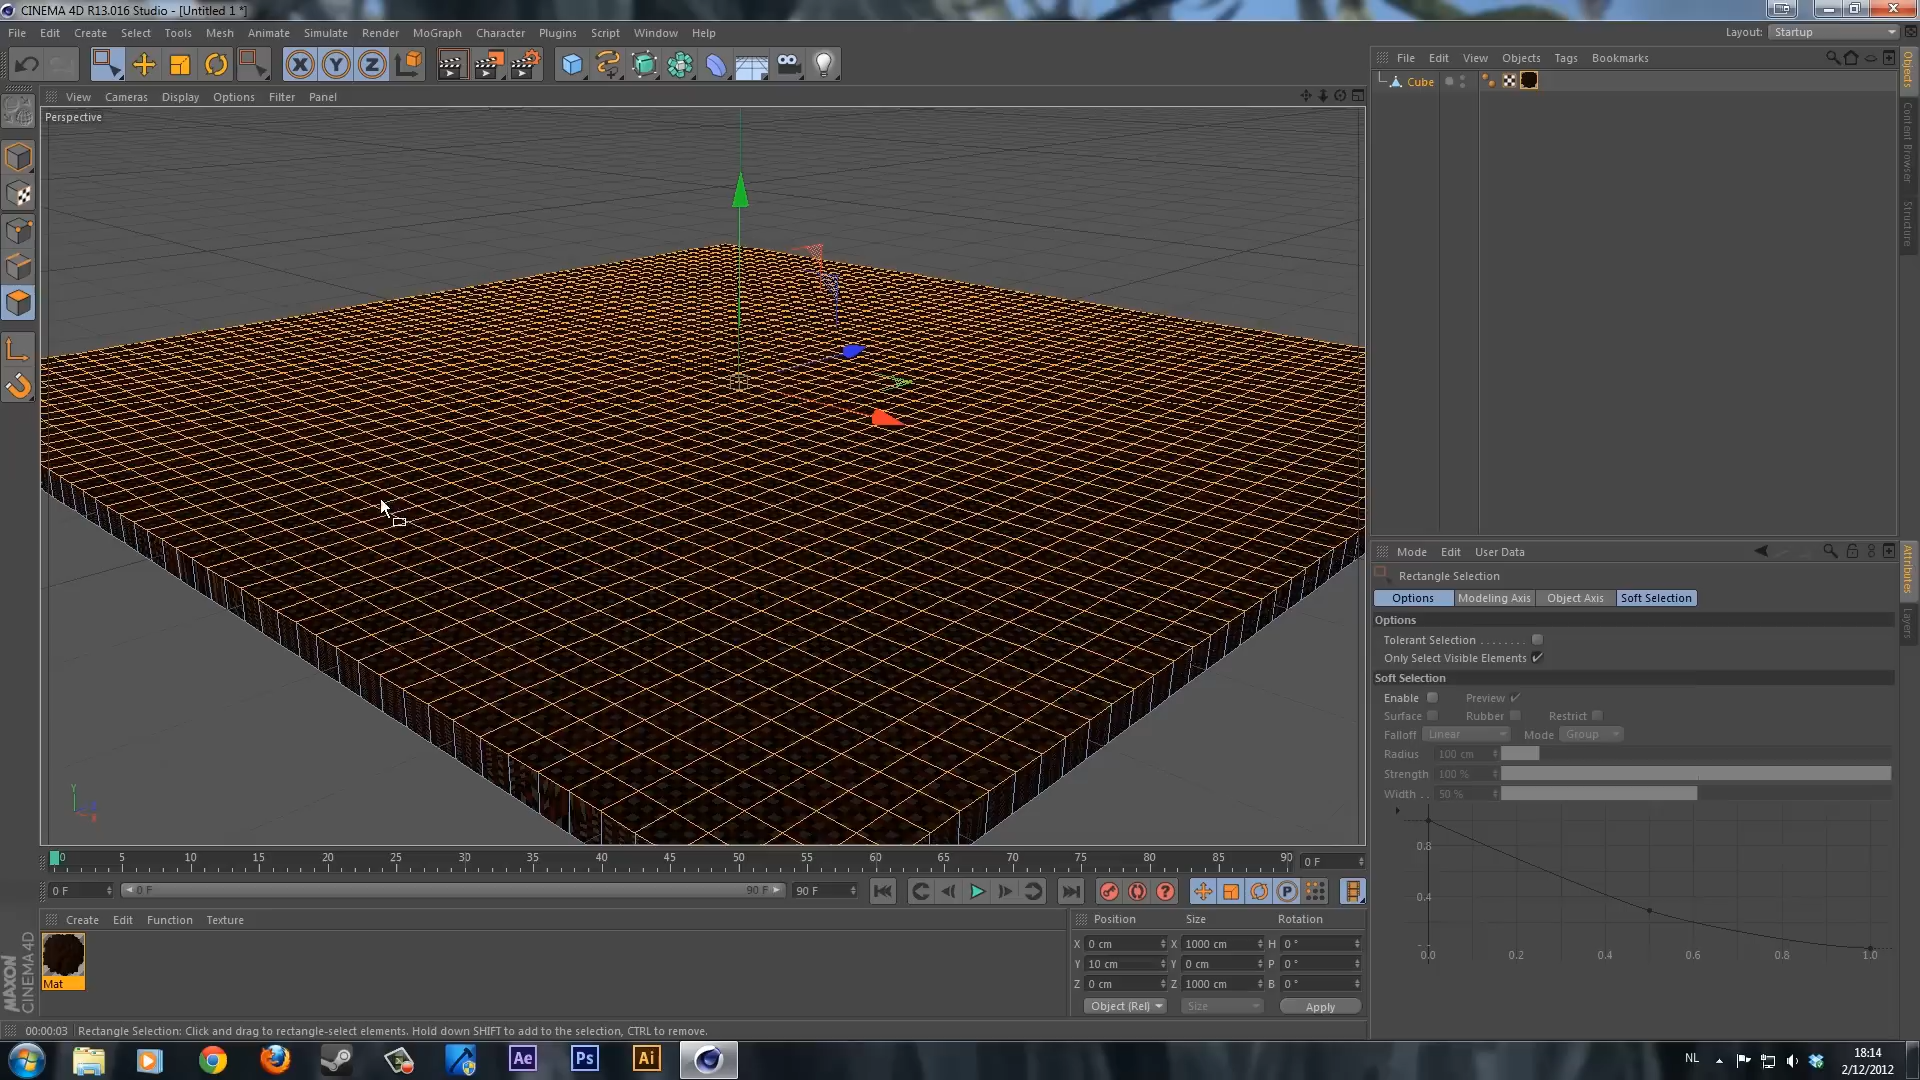 CINEMA 4D R13.016 Studio - [Untitled 1 *]
File Edit Create Select Tools Mesh Animate Simulate Render MoGraph Character Plugins Script Window Help
Layout: Startup
View Cameras Display Options Filter Panel
Perspective
File Edit View Objects Tags Bookmarks
Cube
Objects
Content Browser
Structure
Mode Edit User Data
Rectangle Selection
Options Modeling Axis Object Axis Soft Selection
Options
Tolerant Selection . . . . . . . .
Only Select Visible Elements
Soft Selection
Enable Preview
Surface Rubber Restrict
Falloff Linear Mode Group
Radius 100 cm
Strength 100 %
Width . . 50 %
0.8
0.4
0.0 0.2 0.4 0.6 0.8 1.0
Attributes
Layers
Y
0 5 10 15 20 25 30 35 40 45 50 55 60 65 70 75 80 85 90 0 F
0 F 0 F 90 F 90 F
P
Create Edit Function Texture
Mat
MAXON
CINEMA 4D
Position Size Rotation
X 0 cm X 1000 cm H 0 °
Y 10 cm Y 0 cm P 0 °
Z 0 cm Z 1000 cm B 0 °
Object (Rel) Size Apply
00:00:03 Rectangle Selection: Click and drag to rectangle-select elements. Hold down SHIFT to add to the selection, CTRL to remove.
Ae Ps Ai
NL
18:14
2/12/2012